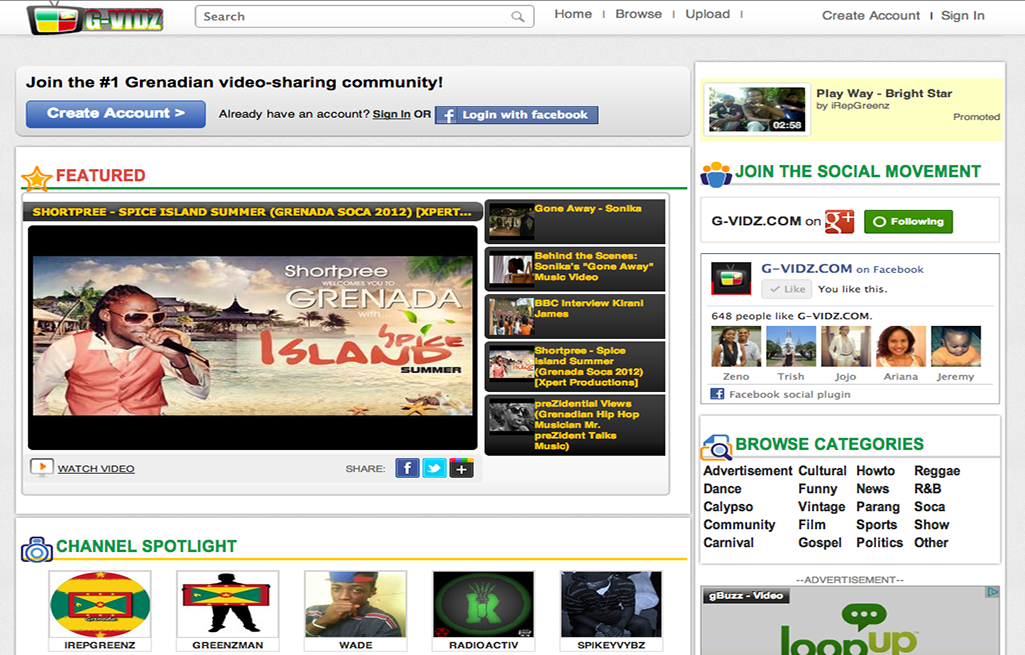 G-VIDZ
Search
Home
Browse
Upload
Create Account
Sign In
Join the #1 Grenadian video-sharing community!
Create Account >
Already have an account? Sign In OR
f Login with facebook
FEATURED
SHORTPREE - SPICE ISLAND SUMMER (GRENADA SOCA 2012) [XPERT...
Shortpree
WELCOMES YOU TO
GRENADA
with...
SPICE
ISLAND
SUMMER
Gone Away - Sonika
Behind the Scenes:
Sonika's "Gone Away"
Music Video
BBC Interview Kirani
James
Shortpree - Spice
Island Summer
(Grenada Soca 2012)
[Xpert Productions]
preZidential Views
(Grenadian Hip Hop
Musician Mr.
preZident Talks
Music)
WATCH VIDEO
SHARE:
CHANNEL SPOTLIGHT
Grenada
IREPGREENZ
GREENZMAN
WADE
RADIOACTIV
SPIKEYVYBZ
02:58
Play Way - Bright Star
by iRepGreenz
Promoted
JOIN THE SOCIAL MOVEMENT
G-VIDZ.COM on
g+
Following
G-VIDZ.COM on Facebook
Like
You like this.
648 people like G-VIDZ.COM.
Zeno
Trish
Jojo
Ariana
Jeremy
Facebook social plugin
BROWSE CATEGORIES
Advertisement Cultural Howto Reggae
Dance Funny News R&B
Calypso Vintage Parang Soca
Community Film Sports Show
Carnival Gospel Politics Other
--ADVERTISEMENT--
gBuzz - Video
loopup